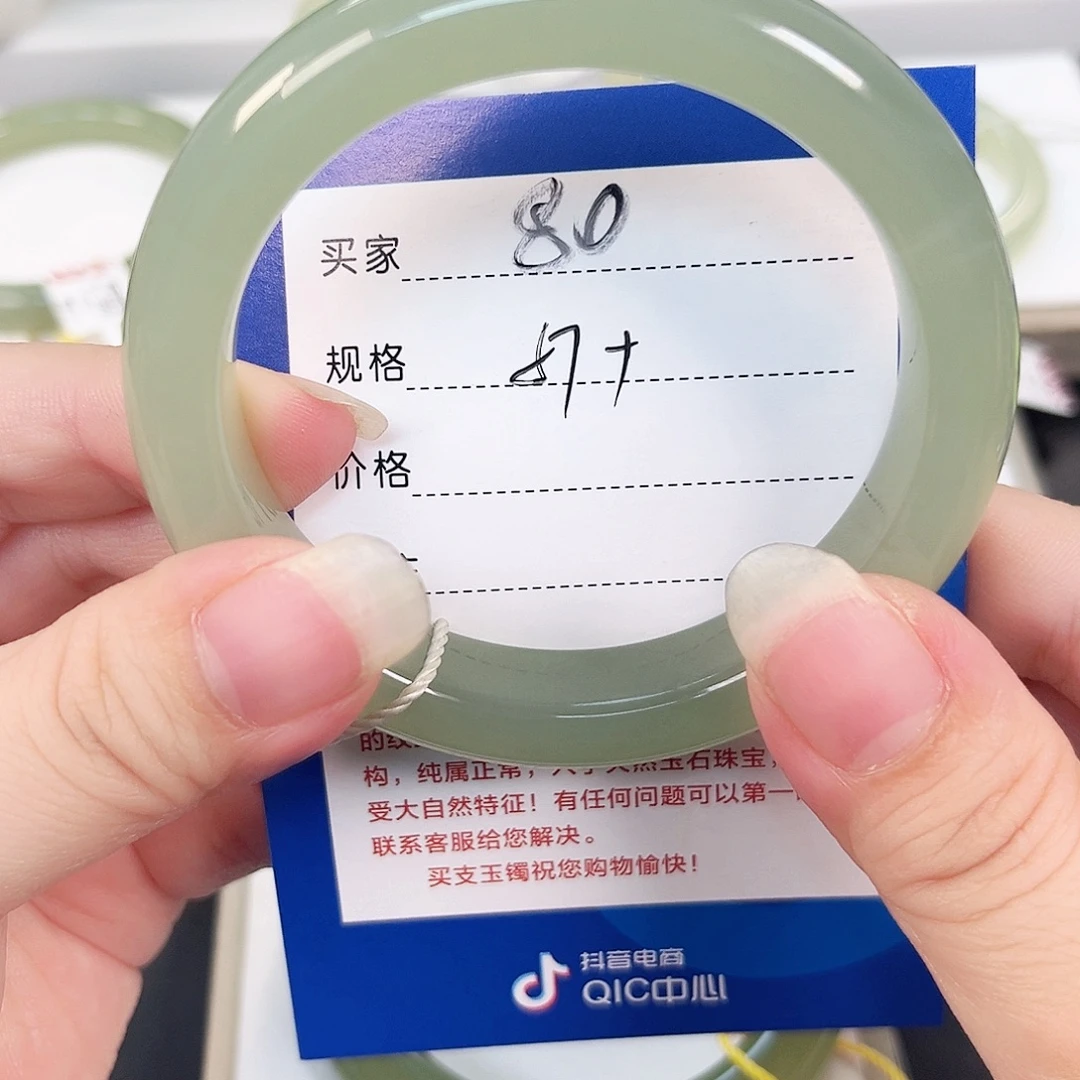 买家 80
规格 57+
价格
构，纯属正常，
受大自然特征！有任何问题可以第一
联系客服给您解决。
买支玉镯祝您购物愉快！
抖音电商
QIC中心